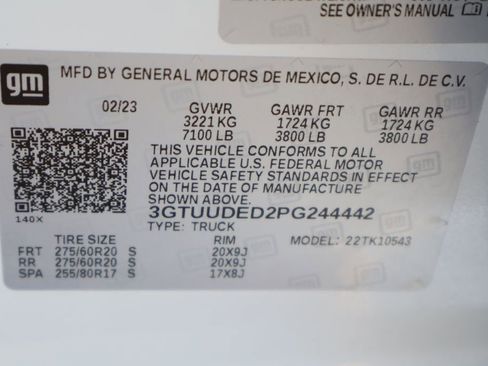 SEE OWNER'S MANUAL
gm
MFD BY GENERAL MOTORS DE MEXICO, S. DE R.L. DE C.V.
02/23 GVWR GAWR FRT GAWR RR
3221 KG 1724 KG 1724 KG
7100 LB 3800 LB 3800 LB
THIS VEHICLE CONFORMS TO ALL
APPLICABLE U.S. FEDERAL MOTOR
VEHICLE SAFETY STANDARDS IN EFFECT
ON THE DATE OF MANUFACTURE
SHOWN ABOVE.
140X
3GTUUDED2PG244442
TYPE: TRUCK MODEL: 22TK10543
TIRE SIZE RIM
FRT 275/60R20 S 20X9J
RR 275/60R20 S 20X9J
SPA 255/80R17 S 17X8J